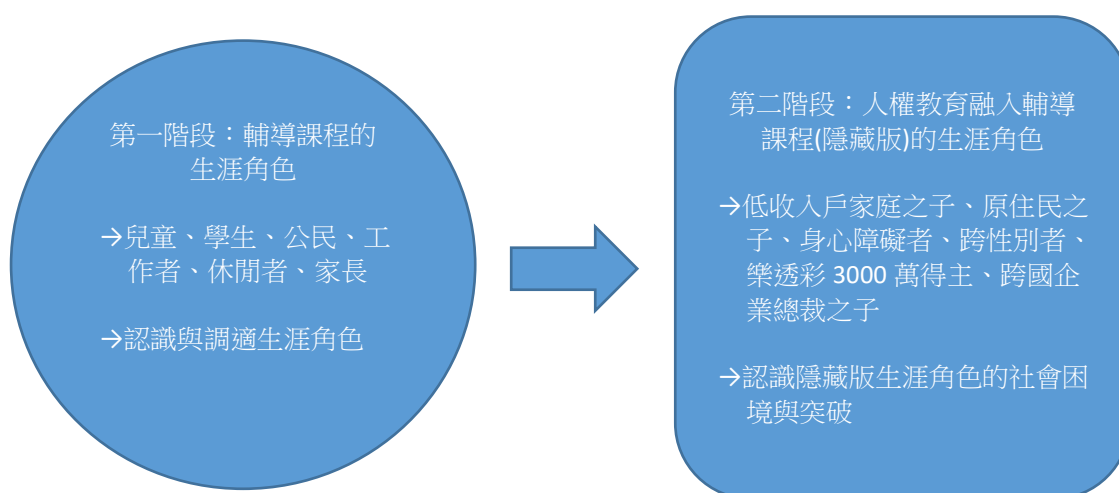 第一階段：輔導課程的
生涯角色
→兒童、學生、公民、工
作者、休閒者、家長
→認識與調適生涯角色
第二階段：人權教育融入輔導
課程(隱藏版)的生涯角色
→低收入戶家庭之子、原住民之
子、身心障礙者、跨性別者、
樂透彩 3000 萬得主、跨國企
業總裁之子
→認識隱藏版生涯角色的社會困
境與突破